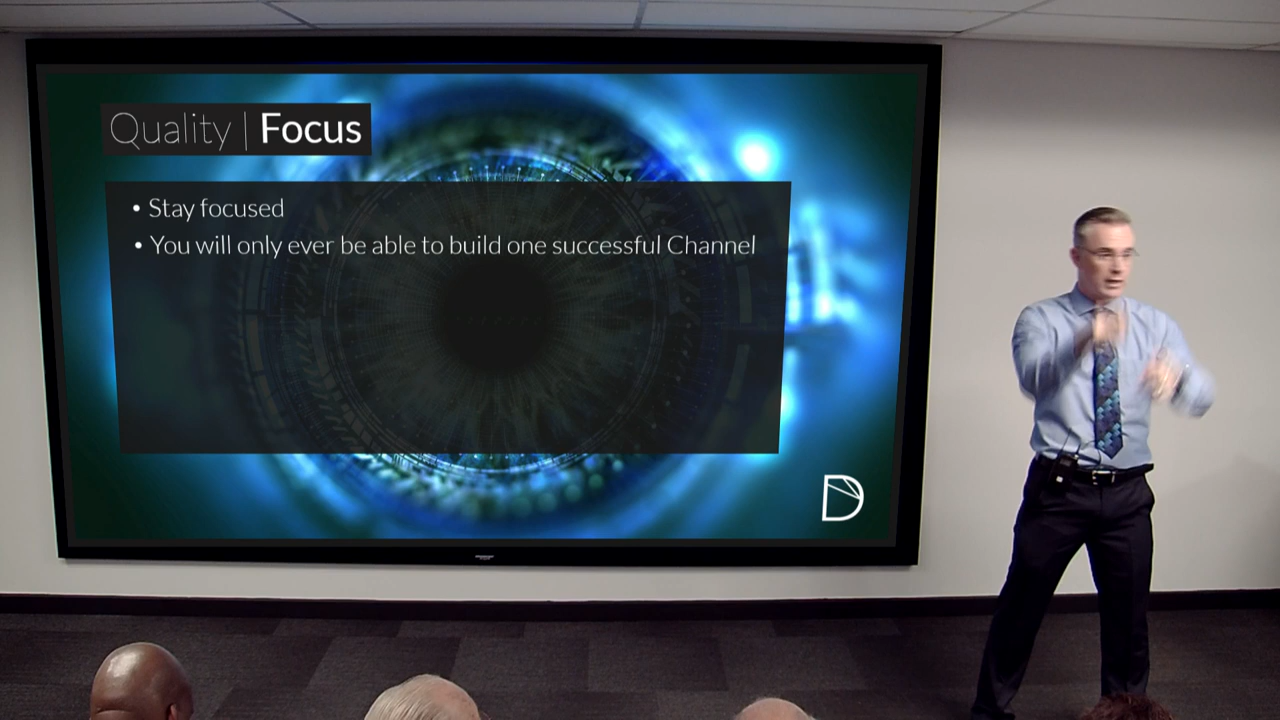 Quality | Focus
• Stay focused
• You will only ever be able to build one successful Channel